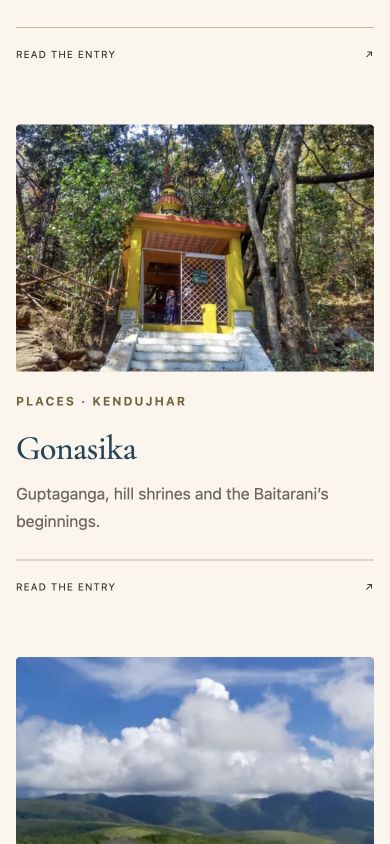 READ THE ENTRY ↗
PLACES · KENDUJHAR
Gonasika
Guptaganga, hill shrines and the Baitarani’s
beginnings.
READ THE ENTRY ↗